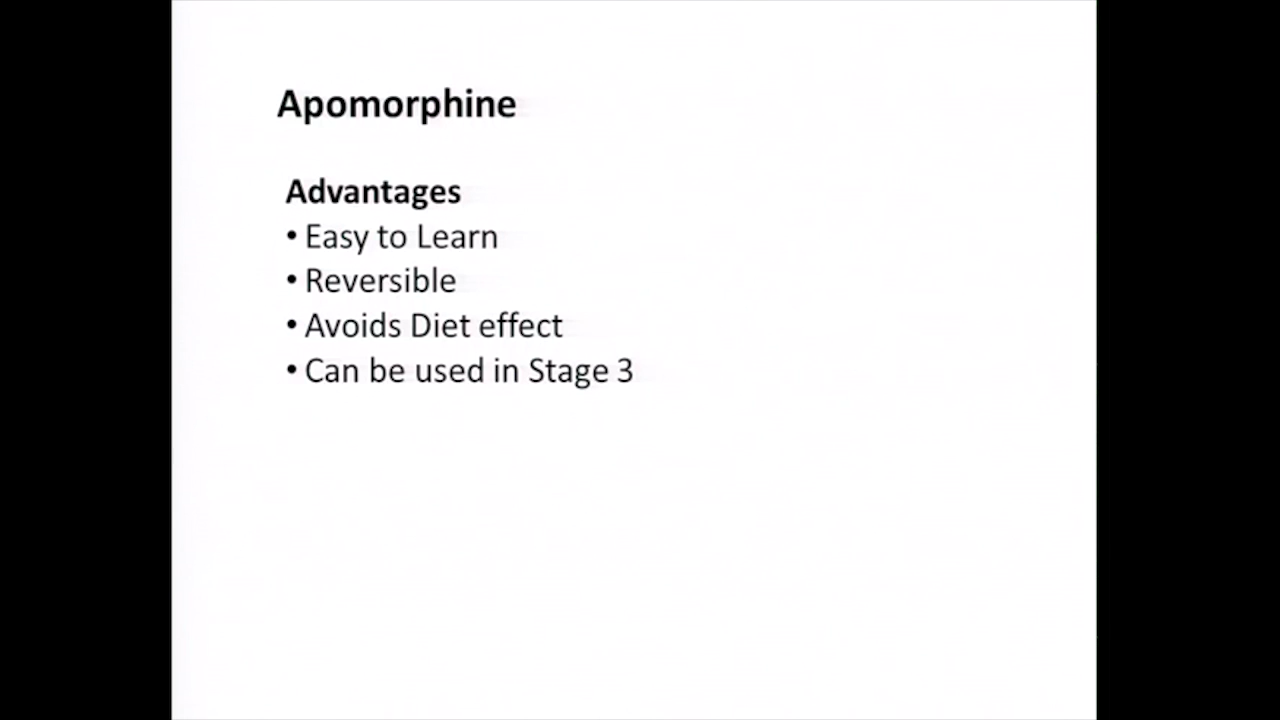 Apomorphine
Advantages
• Easy to Learn
• Reversible
• Avoids Diet effect
• Can be used in Stage 3